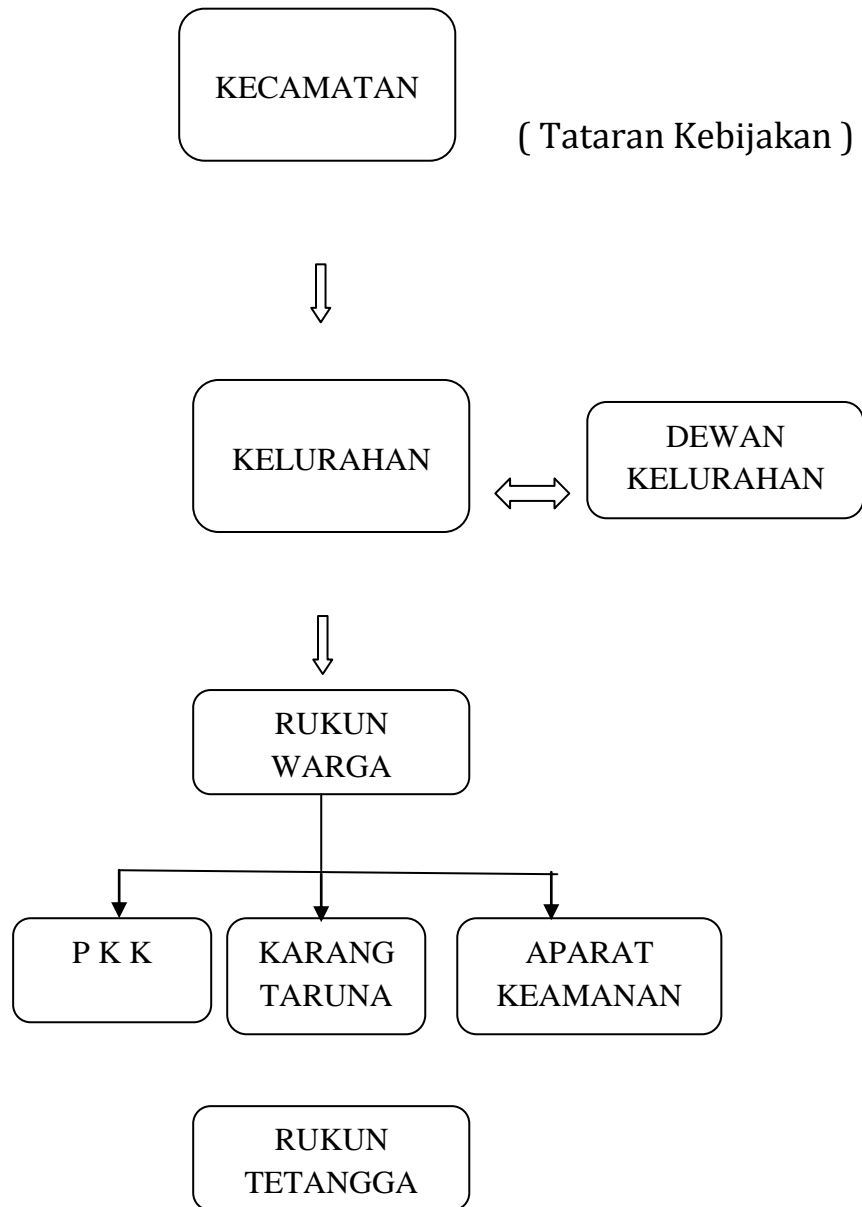 KECAMATAN
( Tataran Kebijakan )
KELURAHAN
DEWAN
KELURAHAN
RUKUN
WARGA
P K K
KARANG
TARUNA
APARAT
KEAMANAN
RUKUN
TETANGGA